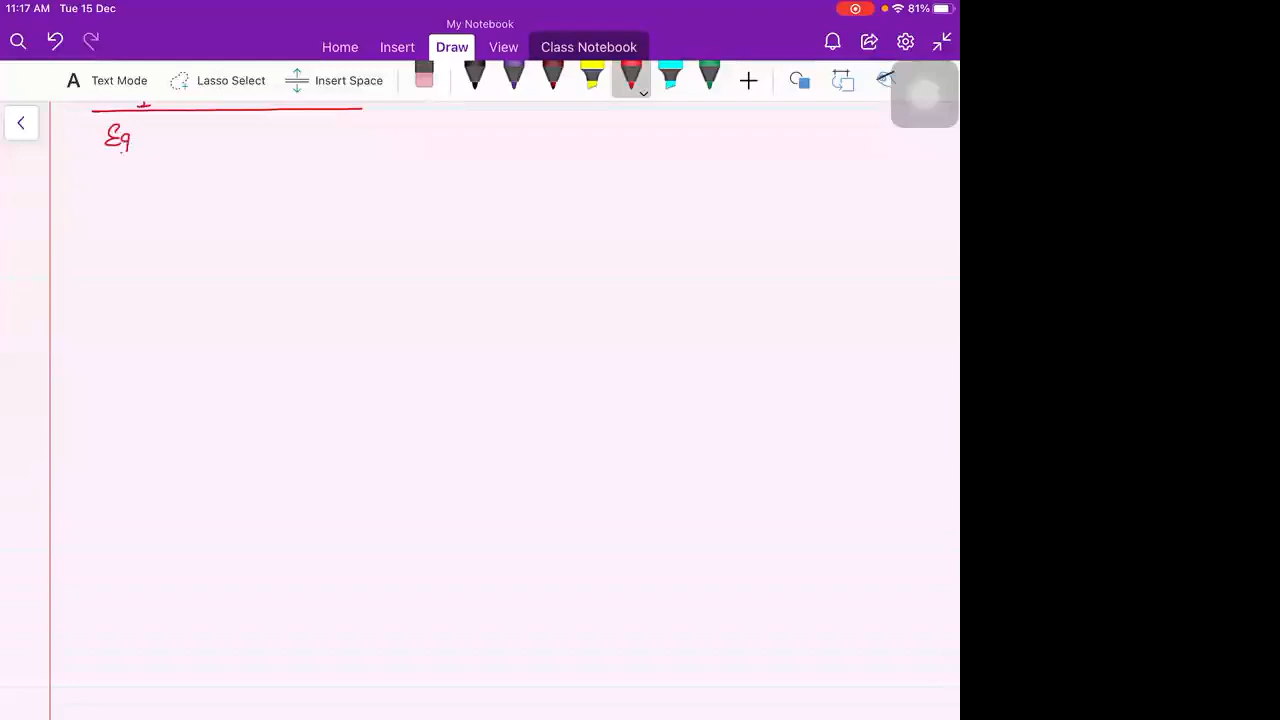 11:17 AM Tue 15 Dec 81%
My Notebook
Home Insert Draw View Class Notebook
A Text Mode Lasso Select Insert Space
Eq